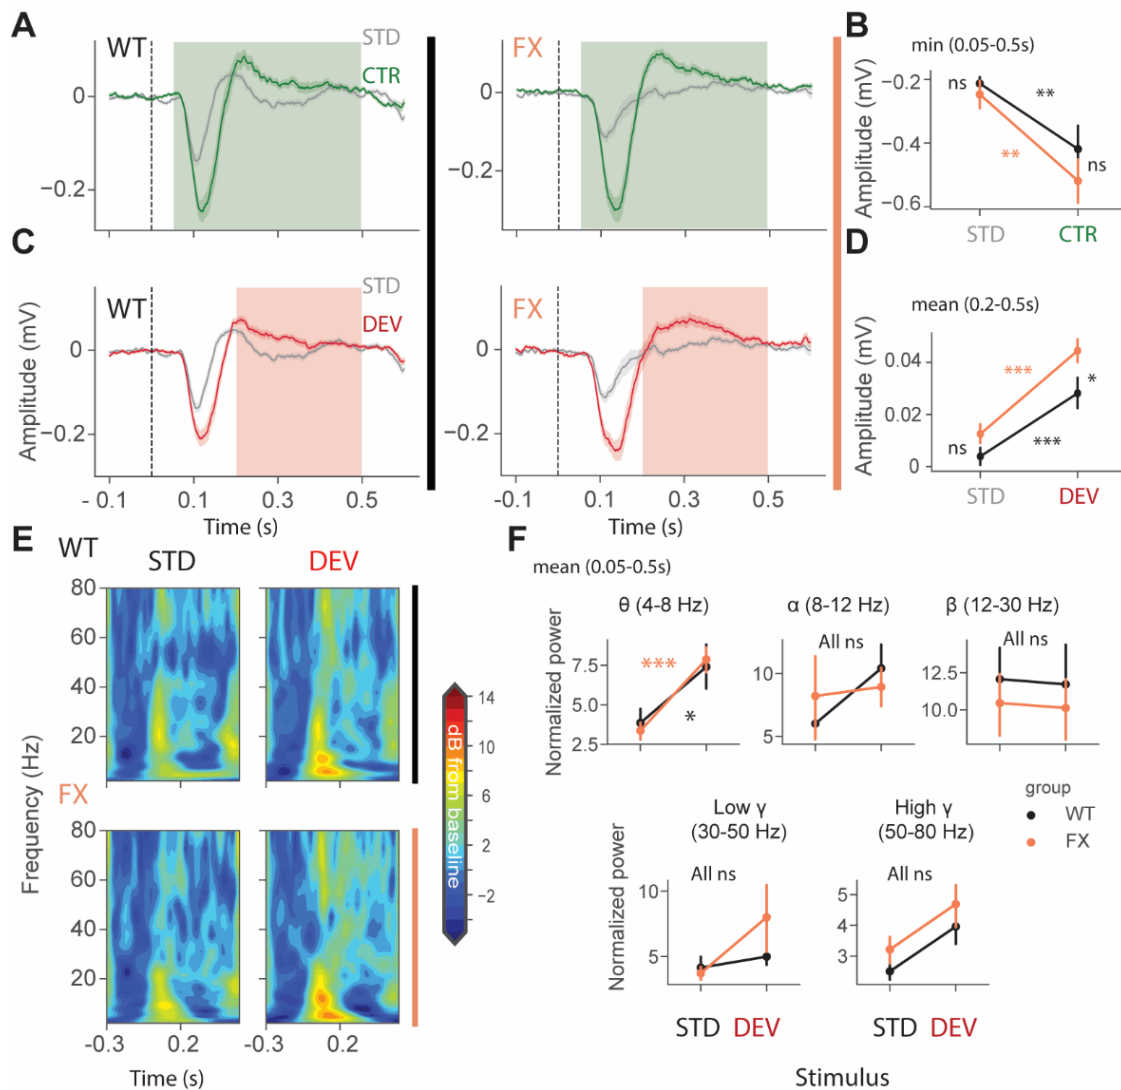 A
WT
STD
CTR
FX
B
min (0.05-0.5s)
Amplitude (mV)
0
−0.2
−0.2
−0.2
−0.4
−0.6
ns
**
**
ns
STD
CTR
C
WT
STD
DEV
FX
D
mean (0.2-0.5s)
Amplitude (mV)
Amplitude (mV)
0
−0.2
0
−0.2
0.04
0.02
0
***
*
ns
***
STD
DEV
-0.1
0.1
0.3
0.5
-0.1
0.1
0.3
0.5
Time (s)
Time (s)
E
WT
STD
DEV
80
60
40
20
FX
80
60
40
20
Frequency (Hz)
-0.3
0.2
-0.3
0.2
Time (s)
14
10
6
2
−2
dB from baseline
F
mean (0.05-0.5s)
θ (4-8 Hz)
α (8-12 Hz)
β (12-30 Hz)
Normalized power
7.5
5.0
2.5
***
*
All ns
10
5
All ns
12.5
10.0
group
WT
FX
Low γ
(30-50 Hz)
High γ
(50-80 Hz)
Normalized power
All ns
10
5
All ns
5
4
3
STD DEV
STD DEV
Stimulus